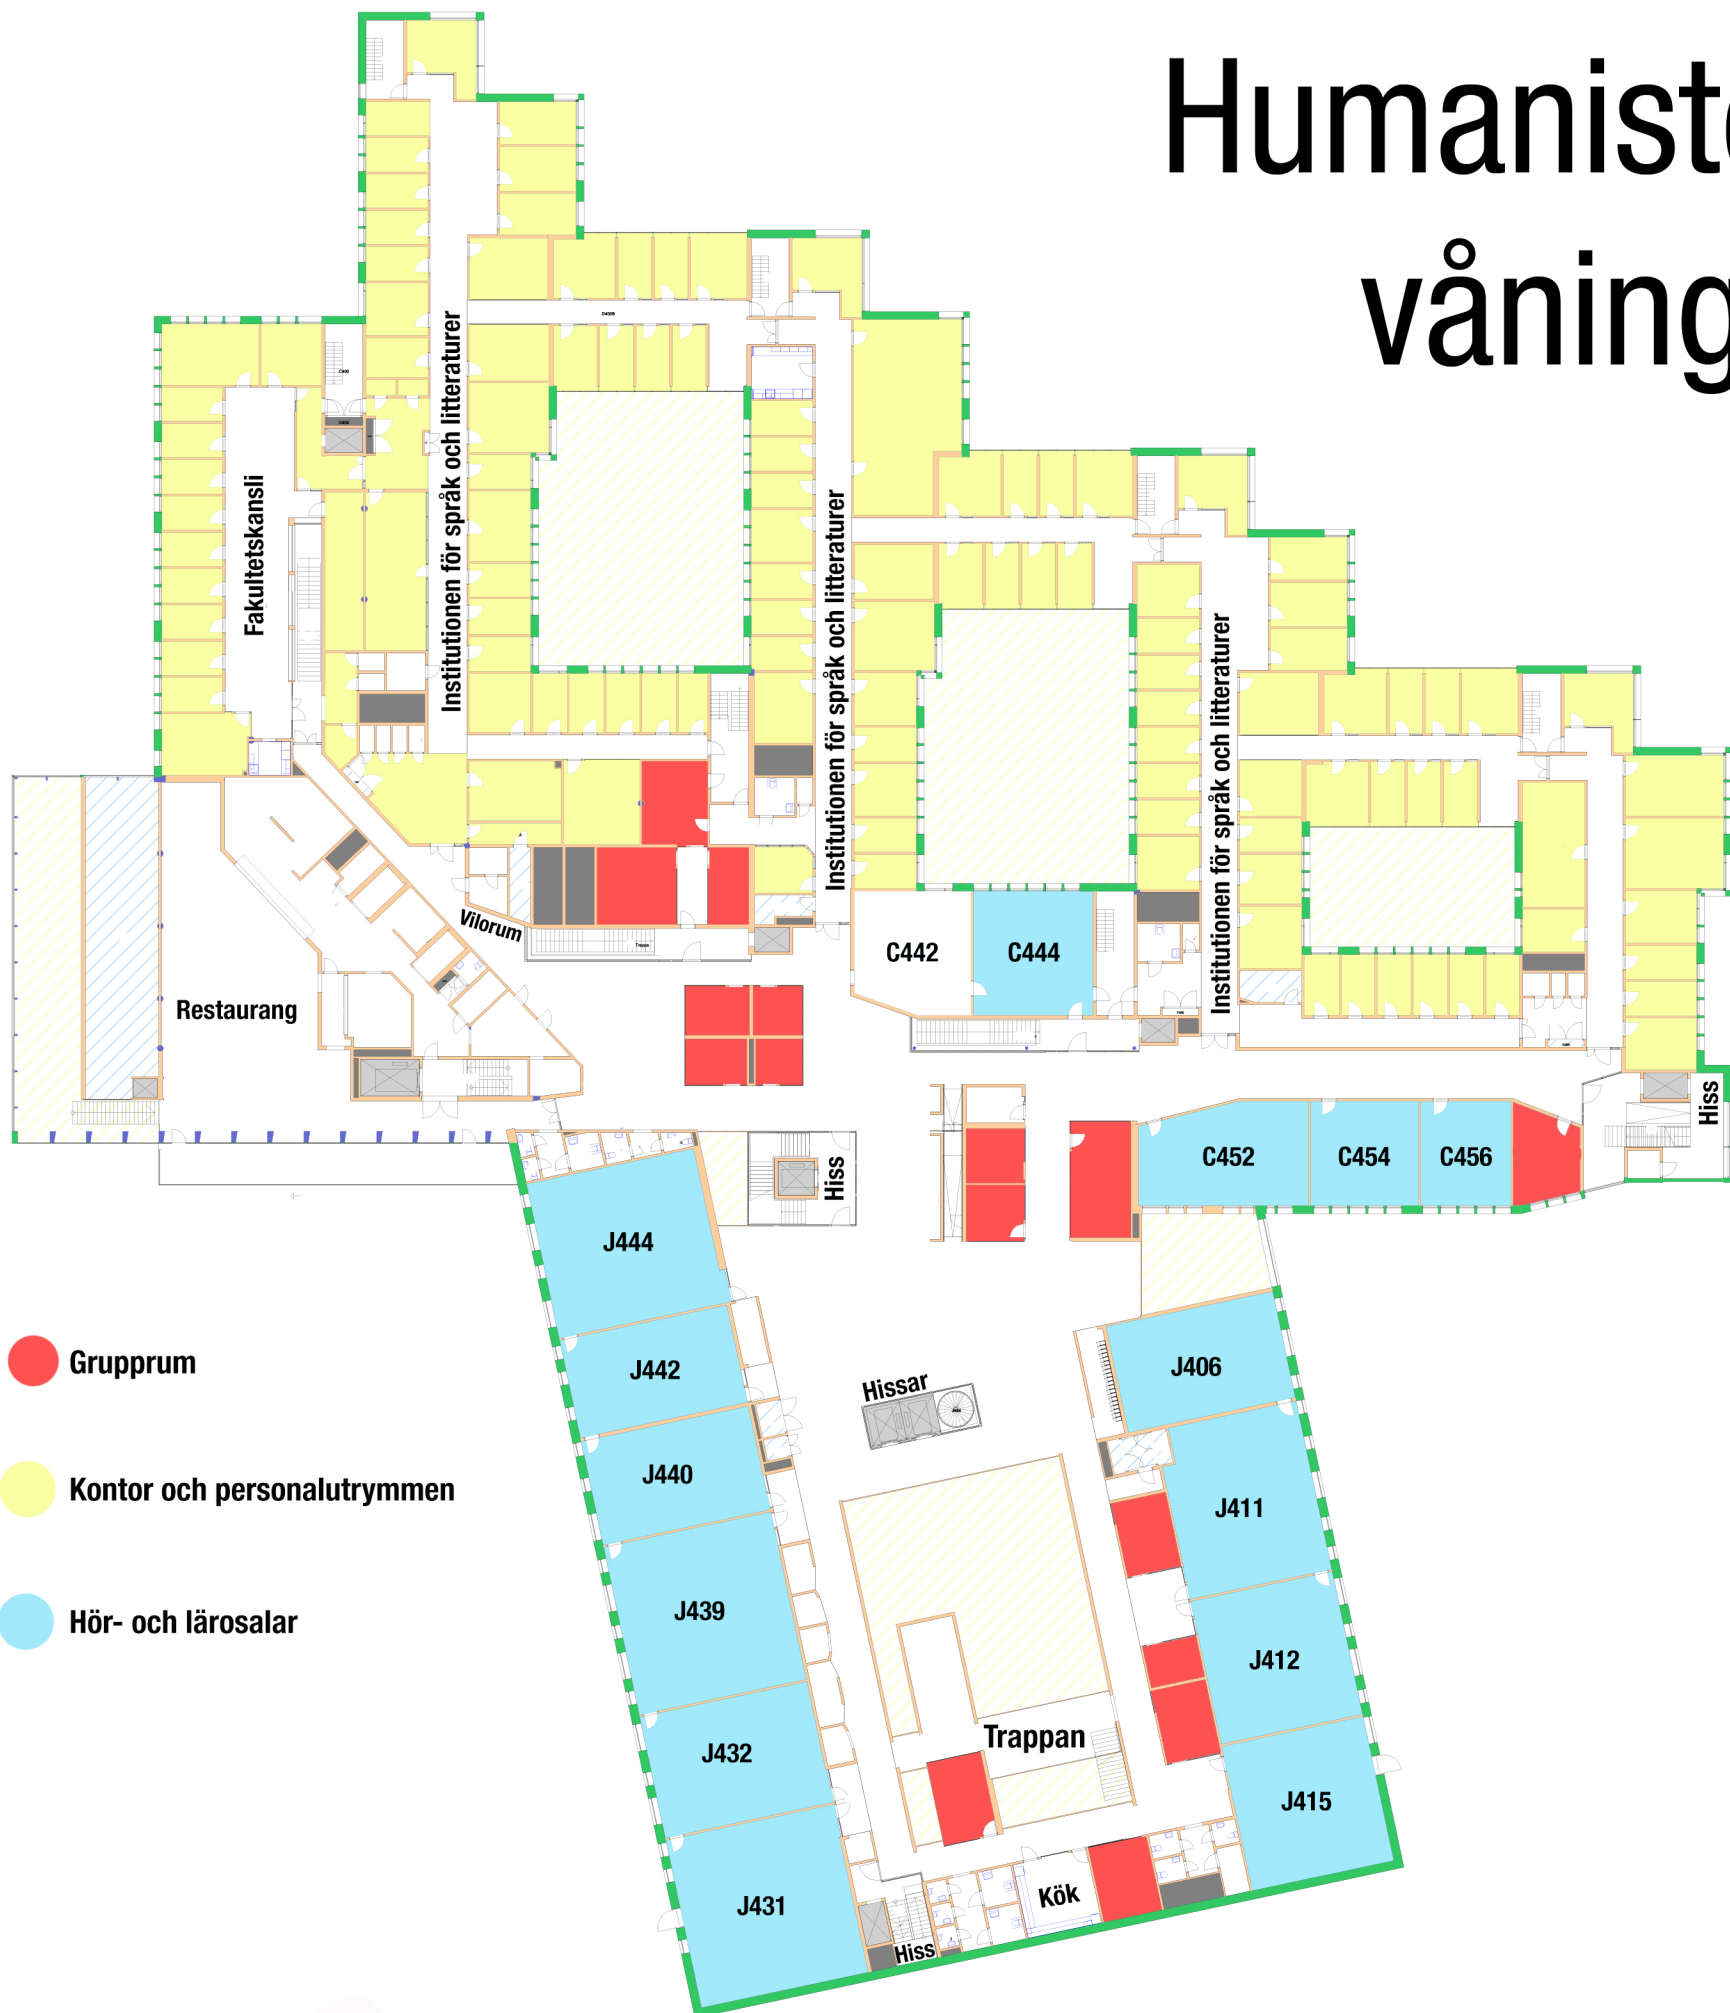 Humaniste
våning
Institutionen för språk och litteraturer
Fakultetskansli
Institutionen för språk och litteraturer
Institutionen för språk och litteraturer
Vilorum
Trappa
C442
C444
Restaurang
C452
C454
C456
Hiss
Hiss
J444
J442
J440
J439
J432
J431
Hissar
J406
J411
J412
J415
Trappan
Kök
Hiss
Grupprum
Kontor och personalutrymmen
Hör- och lärosalar